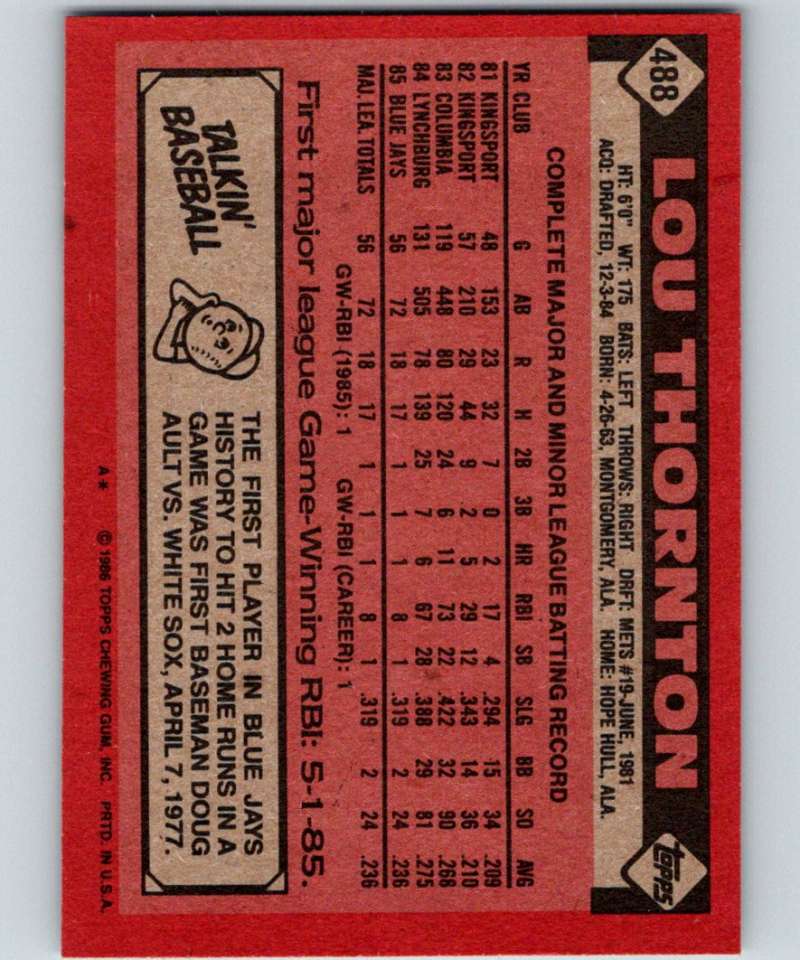 488
LOU THORNTON
topps
HT: 6'0" WT: 175 BATS: LEFT THROWS: RIGHT DRFT: METS #19-JUNE, 1981
ACQ: DRAFTED, 12-3-84 BORN: 4-26-63, MONTGOMERY, ALA. HOME: HOPE HULL, ALA.
COMPLETE MAJOR AND MINOR LEAGUE BATTING RECORD
YR CLUB G AB R H 2B 3B HR RBI SB SLG BB SO AVG
81 KINGSPORT 48 153 23 32 7 0 2 17 4 .294 15 34 .209
82 KINGSPORT 57 210 29 44 9 2 5 29 12 .343 14 36 .210
83 COLUMBIA 119 448 80 120 24 6 11 73 22 .422 32 90 .268
84 LYNCHBURG 131 505 78 139 25 7 6 67 28 .388 29 81 .275
85 BLUE JAYS 56 72 18 17 1 1 1 8 1 .319 2 24 .236
MAJ. LEA. TOTALS 56 72 18 17 1 1 1 8 1 .319 2 24 .236
GW-RBI (1985): 1 GW-RBI (CAREER): 1
First major league Game-Winning RBI: 5-1-85.
TALKIN'
BASEBALL
THE FIRST PLAYER IN BLUE JAYS
HISTORY TO HIT 2 HOME RUNS IN A
GAME WAS FIRST BASEMAN DOUG
AULT VS. WHITE SOX, APRIL 7, 1977.
A* © 1986 TOPPS CHEWING GUM, INC. PRTD. IN U.S.A.